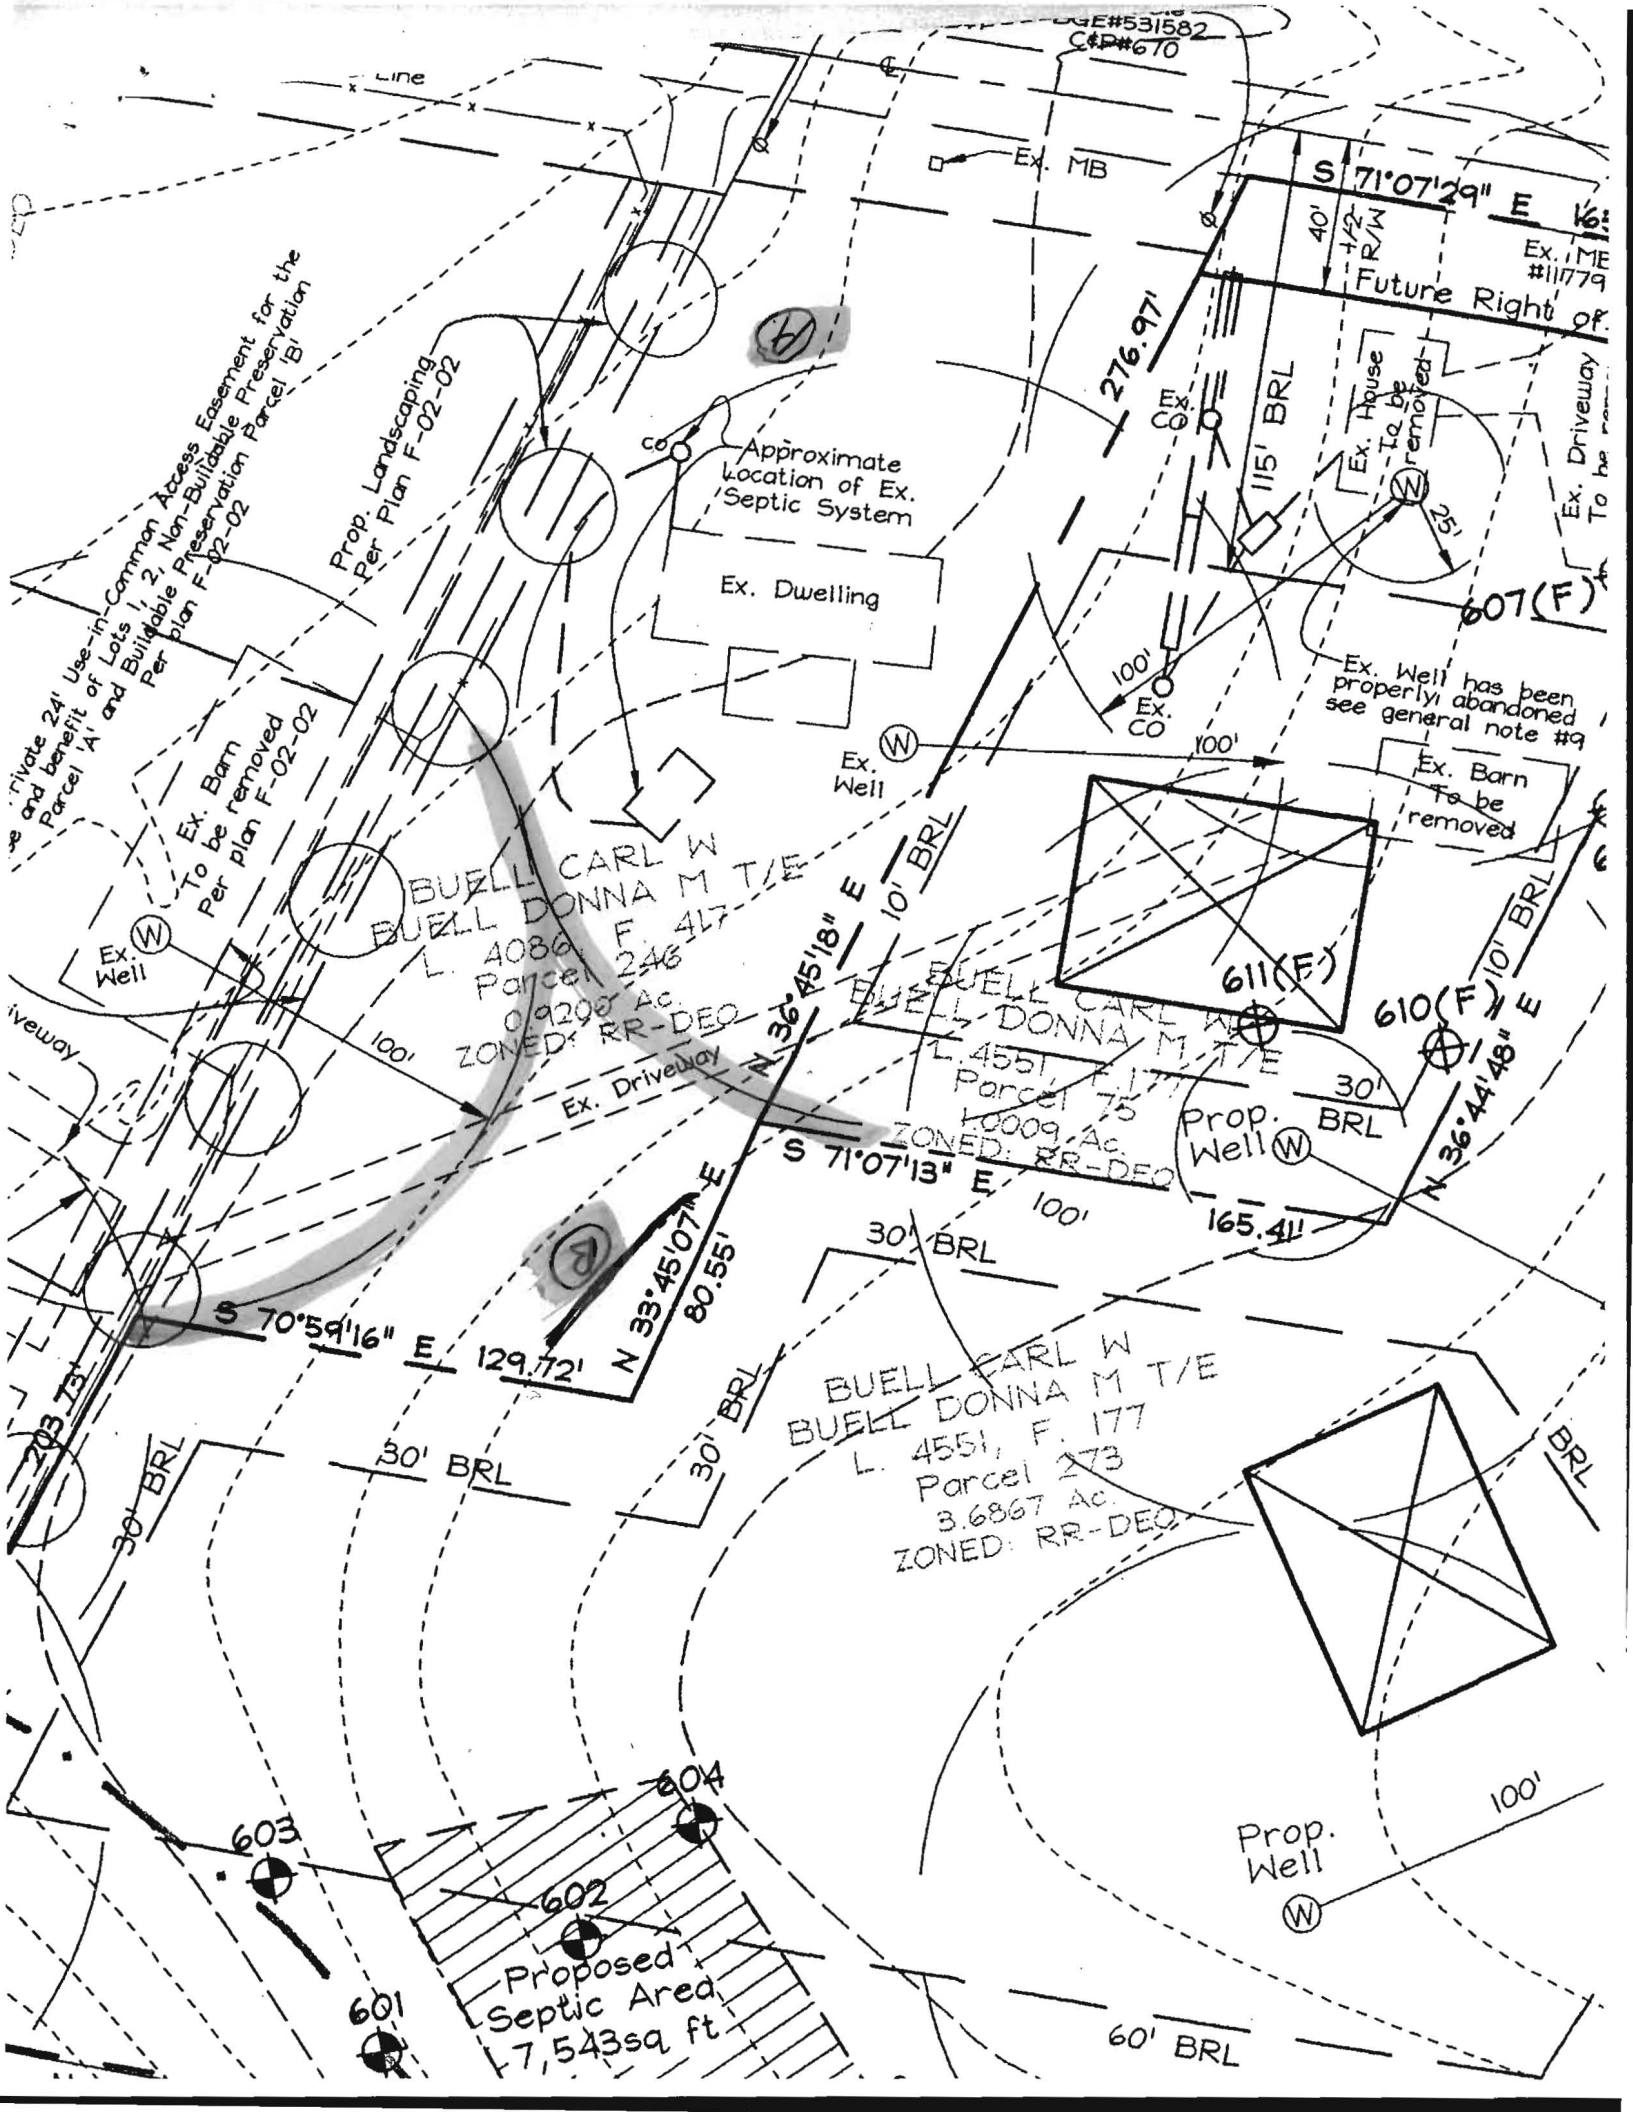 Line
GE#531582
C&P#670
℄
Ex. MB
S 71°07'29" E
40'
+/-
R/W
Ex. ME
#11779
Future Right of
276.97'
115' BRL
Ex. House
To be
removed
Ex. Driveway
To be
25'
W
Ex.
CO
607(F)
Private 24' Use-in-Common Access Easement for the
use and benefit of Lots 1, 2, Non-Buildable Preservation
Parcel 'A' and Buildable Preservation Parcel 'B'
Per plan F-02-02
Prop. Landscaping
Per Plan F-02-02
A
CO
Approximate
Location of Ex.
Septic System
Ex. Dwelling
100'
Ex.
CO
Ex. Well has been
properly abandoned
see general note #9
W
Ex.
Well
100'
Ex. Barn
To be
removed
Ex. Barn
To be removed
Per plan F-02-02
W
Ex.
Well
100'
BUELL CARL W
BUELL DONNA M T/E
L. 4086, F. 417
Parcel 246
0.9206 Ac.
ZONED: RR-DEO
Ex. Driveway
N 36°45'18" E
10' BRL
10' BRL
611(F)
610(F)
BUELL CARL W
BUELL DONNA M T/E
L. 4551, F. 177
Parcel 75
1.0009 Ac.
ZONED: RR-DEO
30'
BRL
Prop.
Well
W
N 36°44'48" E
S 71°07'13" E
165.41'
100'
30' BRL
B
N 33°45'07" E
80.55'
S 70°59'16" E
129.72'
203.73'
30' BRL
30' BRL
30' BRL
BRL
BUELL CARL W
BUELL DONNA M T/E
L. 4551, F. 177
Parcel 273
3.6867 Ac.
ZONED: RR-DEO
604
603
602
601
Proposed
Septic Area
7,543sq ft
Prop.
Well
W
100'
60' BRL